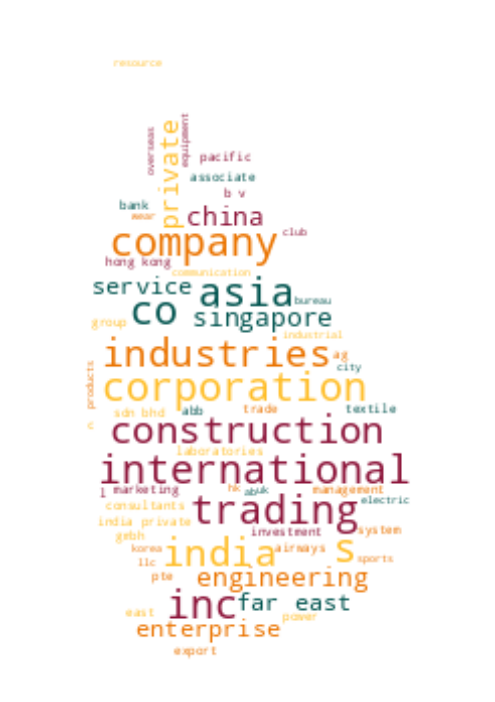 resource
overseas
private
equipment
pacific
associate
b v
bank
wear
china
club
company
hong kong
communication
service
asia
bureau
co
singapore
group
industrial
industries
ag
city
products
corporation
sdn bhd
abb
trade
textile
c
construction
laboratories
international
l
marketing
hk
abuk
management
electric
consultants
trading
india private
investment
system
gmbh
korea
india
airways
s
sports
llc
pte
engineering
inc
far east
east
power
enterprise
export